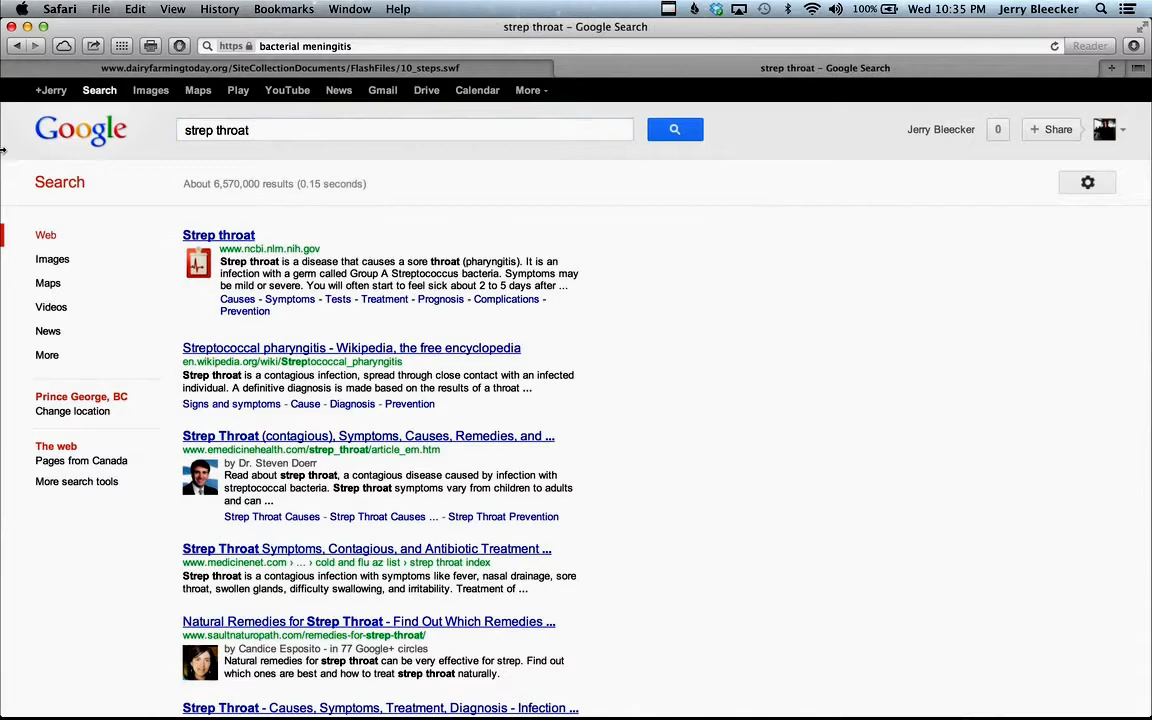 Safari File Edit View History Bookmarks Window Help 100% Wed 10:35 PM Jerry Bleecker
strep throat – Google Search
https bacterial meningitis Reader
www.dairyfarmingtoday.org/SiteCollectionDocuments/FlashFiles/10_steps.swf strep throat – Google Search
+Jerry Search Images Maps Play YouTube News Gmail Drive Calendar More
Google strep throat Jerry Bleecker 0 + Share
Search About 6,570,000 results (0.15 seconds)
Web
Images
Maps
Videos
News
More
Prince George, BC
Change location
The web
Pages from Canada
More search tools
Strep throat
www.ncbi.nlm.nih.gov
Strep throat is a disease that causes a sore throat (pharyngitis). It is an
infection with a germ called Group A Streptococcus bacteria. Symptoms may
be mild or severe. You will often start to feel sick about 2 to 5 days after ...
Causes - Symptoms - Tests - Treatment - Prognosis - Complications -
Prevention
Streptococcal pharyngitis - Wikipedia, the free encyclopedia
en.wikipedia.org/wiki/Streptococcal_pharyngitis
Strep throat is a contagious infection, spread through close contact with an infected
individual. A definitive diagnosis is made based on the results of a throat ...
Signs and symptoms - Cause - Diagnosis - Prevention
Strep Throat (contagious), Symptoms, Causes, Remedies, and ...
www.emedicinehealth.com/strep_throat/article_em.htm
by Dr. Steven Doerr
Read about strep throat, a contagious disease caused by infection with
streptococcal bacteria. Strep throat symptoms vary from children to adults
and can ...
Strep Throat Causes - Strep Throat Causes ... - Strep Throat Prevention
Strep Throat Symptoms, Contagious, and Antibiotic Treatment ...
www.medicinenet.com › ... › cold and flu az list › strep throat index
Strep throat is a contagious infection with symptoms like fever, nasal drainage, sore
throat, swollen glands, difficulty swallowing, and irritability. Treatment of ...
Natural Remedies for Strep Throat - Find Out Which Remedies ...
www.saultnaturopath.com/remedies-for-strep-throat/
by Candice Esposito - in 77 Google+ circles
Natural remedies for strep throat can be very effective for strep. Find out
which ones are best and how to treat strep throat naturally.
Strep Throat - Causes, Symptoms, Treatment, Diagnosis - Infection ...